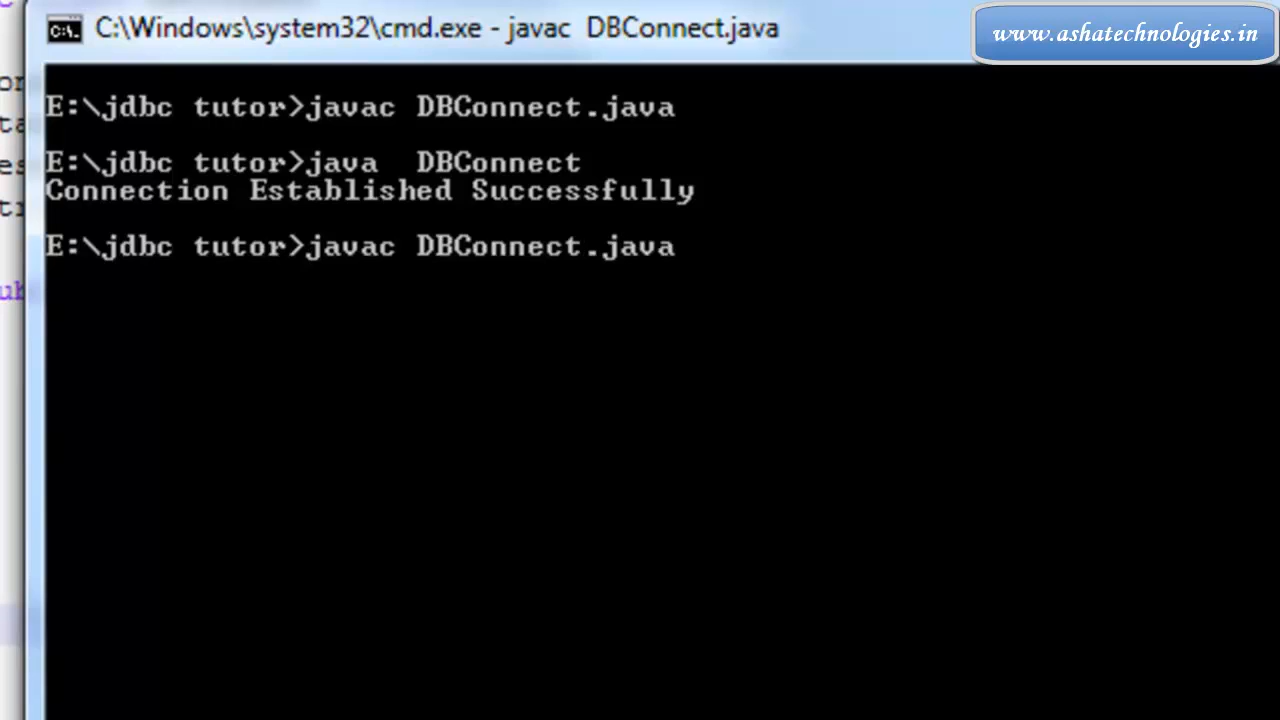 C:\Windows\system32\cmd.exe - javac  DBConnect.java
www.ashatechnologies.in
E:\jdbc tutor>javac DBConnect.java
E:\jdbc tutor>java  DBConnect
Connection Established Successfully
E:\jdbc tutor>javac DBConnect.java